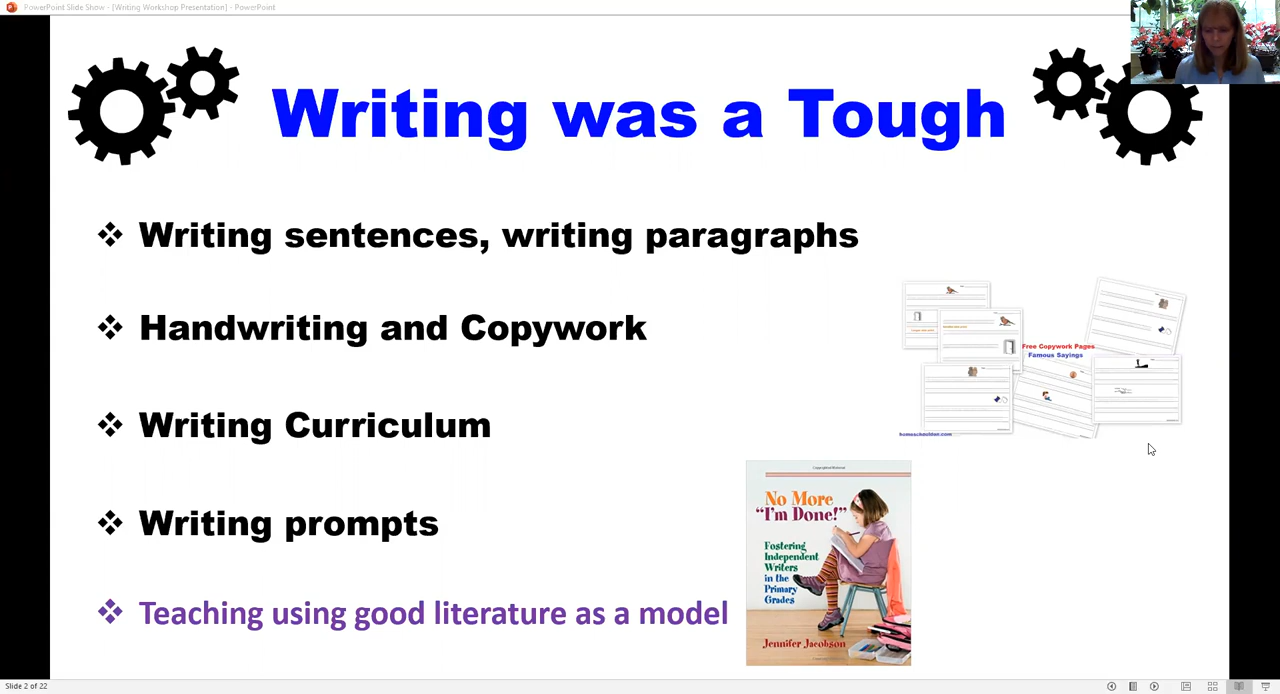 PowerPoint Slide Show - [Writing Workshop Presentation] - PowerPoint
Writing was a Tough
Writing sentences, writing paragraphs
Handwriting and Copywork
Free Copywork Pages
Famous Sayings
Writing Curriculum
homeschoolden.com
No More
"I'm Done!"
Fostering
Independent
Writers
in the
Primary
Grades
Jennifer Jacobson
Writing prompts
Teaching using good literature as a model
Slide 2 of 22